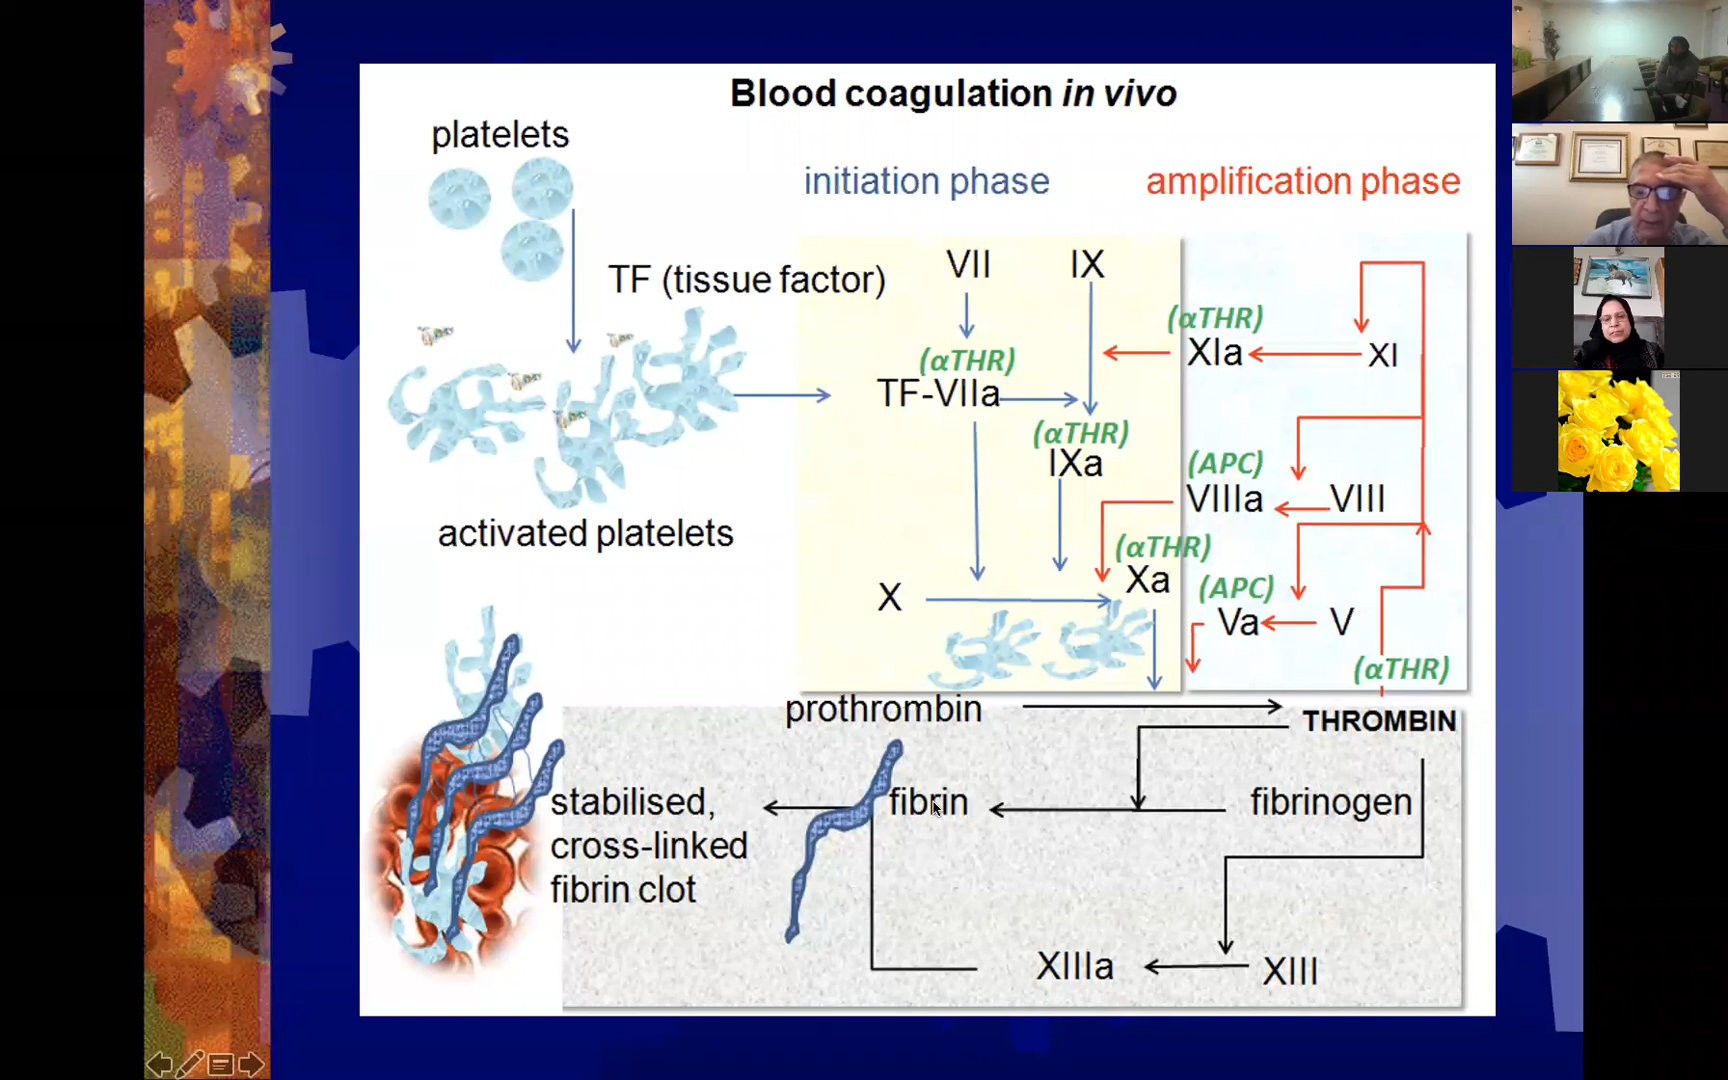 Blood coagulation in vivo
platelets
initiation phase
amplification phase
TF (tissue factor)
VII
IX
(αTHR)
XIa
XI
(αTHR)
TF-VIIa
(αTHR)
IXa
(APC)
VIIIa
VIII
activated platelets
(αTHR)
Xa
X
(APC)
Va
V
(αTHR)
prothrombin
THROMBIN
stabilised,
cross-linked
fibrin clot
fibrin
fibrinogen
XIIIa
XIII